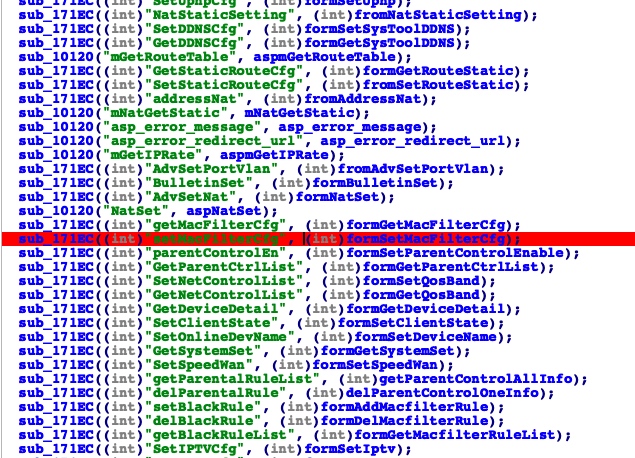 sub_171EC((int)"SetUpnpCfg", (int)formSetUpnp);
sub_171EC((int)"NatStaticSetting", (int)fromNatStaticSetting);
sub_171EC((int)"SetDDNSCfg", (int)formSetSysToolDDNS);
sub_171EC((int)"GetDDNSCfg", (int)formGetSysToolDDNS);
sub_10120("mGetRouteTable", aspmGetRouteTable);
sub_171EC((int)"GetStaticRouteCfg", (int)formGetRouteStatic);
sub_171EC((int)"SetStaticRouteCfg", (int)fromSetRouteStatic);
sub_171EC((int)"addressNat", (int)fromAddressNat);
sub_10120("mNatGetStatic", mNatGetStatic);
sub_10120("asp_error_message", asp_error_message);
sub_10120("asp_error_redirect_url", asp_error_redirect_url);
sub_10120("mGetIPRate", aspmGetIPRate);
sub_171EC((int)"AdvSetPortVlan", (int)fromAdvSetPortVlan);
sub_171EC((int)"BulletinSet", (int)formBulletinSet);
sub_171EC((int)"AdvSetNat", (int)fromNatSet);
sub_10120("NatSet", aspNatSet);
sub_171EC((int)"getMacFilterCfg", (int)formGetMacFilterCfg);
sub_171EC((int)"setMacFilterCfg", (int)formSetMacFilterCfg);
sub_171EC((int)"parentControlEn", (int)formSetParentControlEnable);
sub_171EC((int)"GetParentCtrlList", (int)formGetParentCtrlList);
sub_171EC((int)"SetNetControlList", (int)formSetQosBand);
sub_171EC((int)"GetNetControlList", (int)formGetQosBand);
sub_171EC((int)"GetDeviceDetail", (int)formGetDeviceDetail);
sub_171EC((int)"SetClientState", (int)formSetClientState);
sub_171EC((int)"SetOnlineDevName", (int)formSetDeviceName);
sub_171EC((int)"GetSystemSet", (int)formGetSystemSet);
sub_171EC((int)"SetSpeedWan", (int)formSetSpeedWan);
sub_171EC((int)"getParentalRuleList", (int)getParentControlAllInfo);
sub_171EC((int)"delParentalRule", (int)delParentControlOneInfo);
sub_171EC((int)"setBlackRule", (int)formAddMacfilterRule);
sub_171EC((int)"delBlackRule", (int)formDelMacfilterRule);
sub_171EC((int)"getBlackRuleList", (int)formGetMacfilterRuleList);
sub_171EC((int)"SetIPTVCfg", (int)formSetIptv);